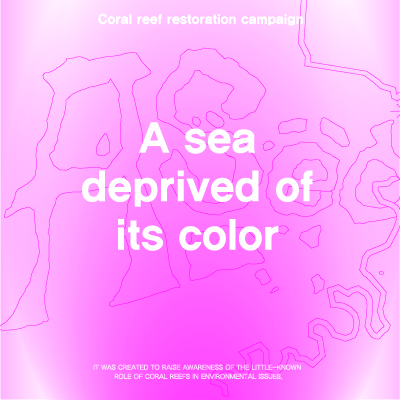 Coral reef restoration campaign
A sea
deprived of
its color
IT WAS CREATED TO RAISE AWARENESS OF THE LITTLE-KNOWN
ROLE OF CORAL REEFS IN ENVIRONMENTAL ISSUES.